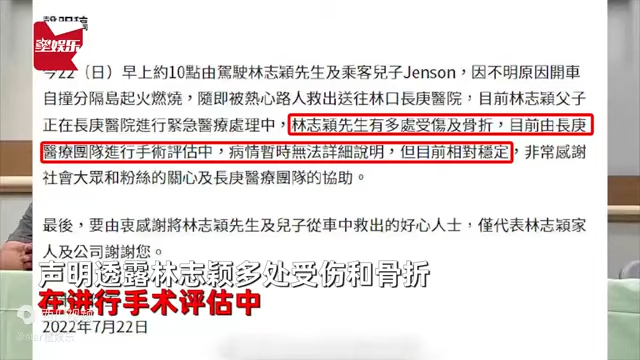 星娱乐
聲明稿
今22（日）早上約10點由駕駛林志穎先生及乘客兒子Jenson，因不明原因開車
自撞分隔島起火燃燒，隨即被熱心路人救出送往林口長庚醫院，目前林志穎父子
正在長庚醫院進行緊急醫療處理中，林志穎先生有多處受傷及骨折，目前由長庚
醫療團隊進行手術評估中，病情暫時無法詳細說明，但目前相對穩定，非常感謝
社會大眾和粉絲的關心及長庚醫療團隊的協助。
最後，要由衷感謝將林志穎先生及兒子從車中救出的好心人士，僅代表林志穎家
人及公司謝謝您。
声明透露林志颖多处受伤和骨折
在进行手术评估中
2022年7月22日